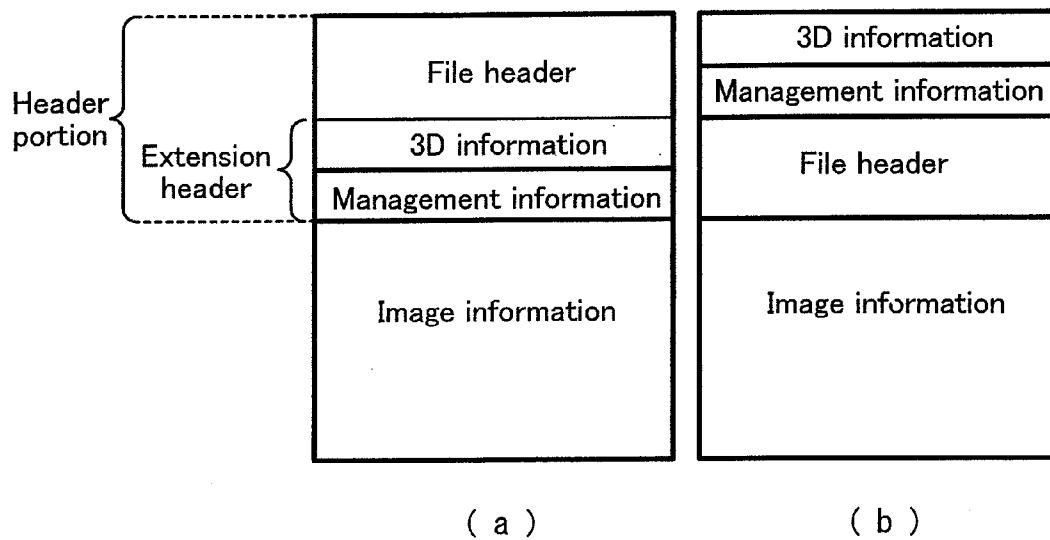 Header
portion
Extension
header
File header
3D information
Management information
Image information
( a )
3D information
Management information
File header
Image information
( b )